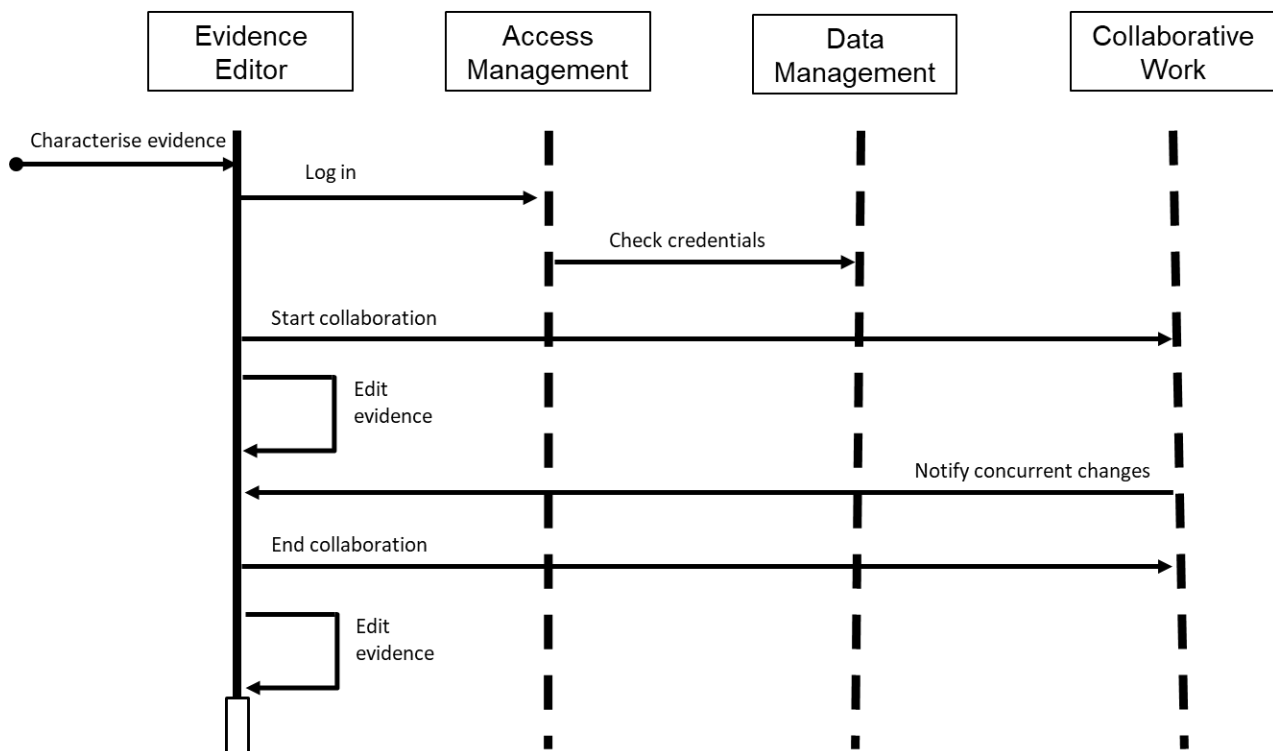 Evidence
Editor
Access
Management
Data
Management
Collaborative
Work
Characterise evidence
Log in
Check credentials
Start collaboration
Edit
evidence
Notify concurrent changes
End collaboration
Edit
evidence